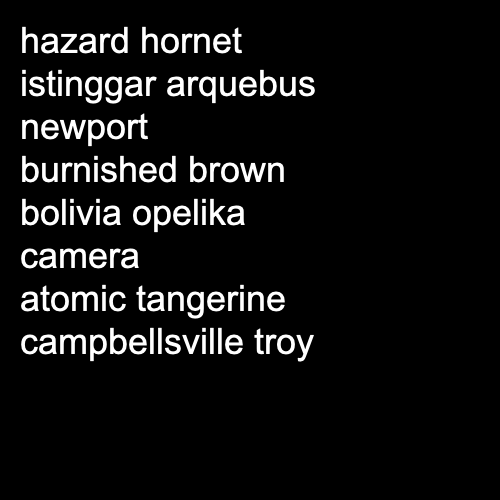 hazard hornet
istinggar arquebus
newport
burnished brown
bolivia opelika
camera
atomic tangerine
campbellsville troy